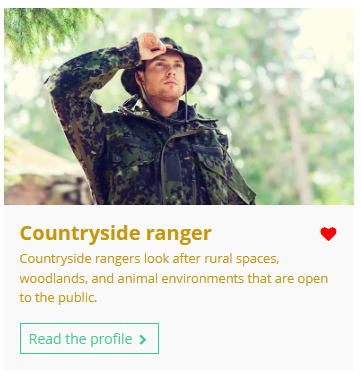 Countryside ranger
Countryside rangers look after rural spaces,
woodlands, and animal environments that are open
to the public.
Read the profile